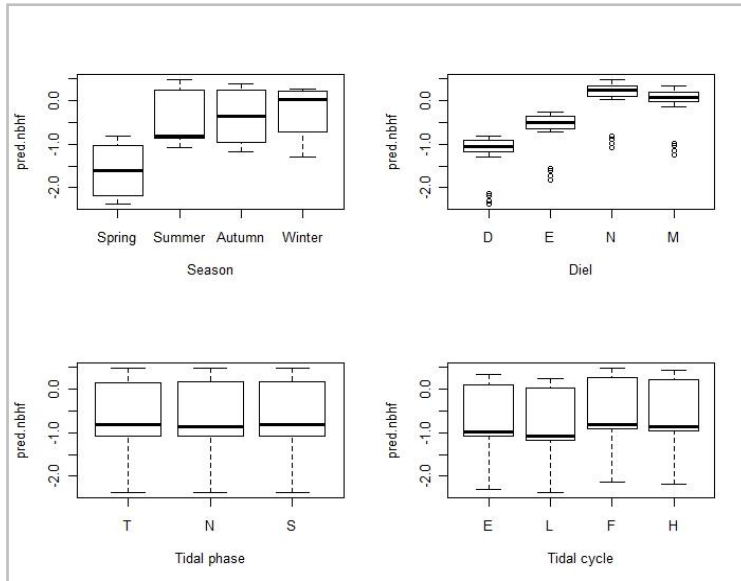 pred.nbhf
0.0
-1.0
-2.0
Spring Summer Autumn Winter
Season
pred.nbhf
0.0
-1.0
-2.0
D E N M
Diel
pred.nbhf
0.0
-1.0
-2.0
T N S
Tidal phase
pred.nbhf
0.0
-1.0
-2.0
E L F H
Tidal cycle